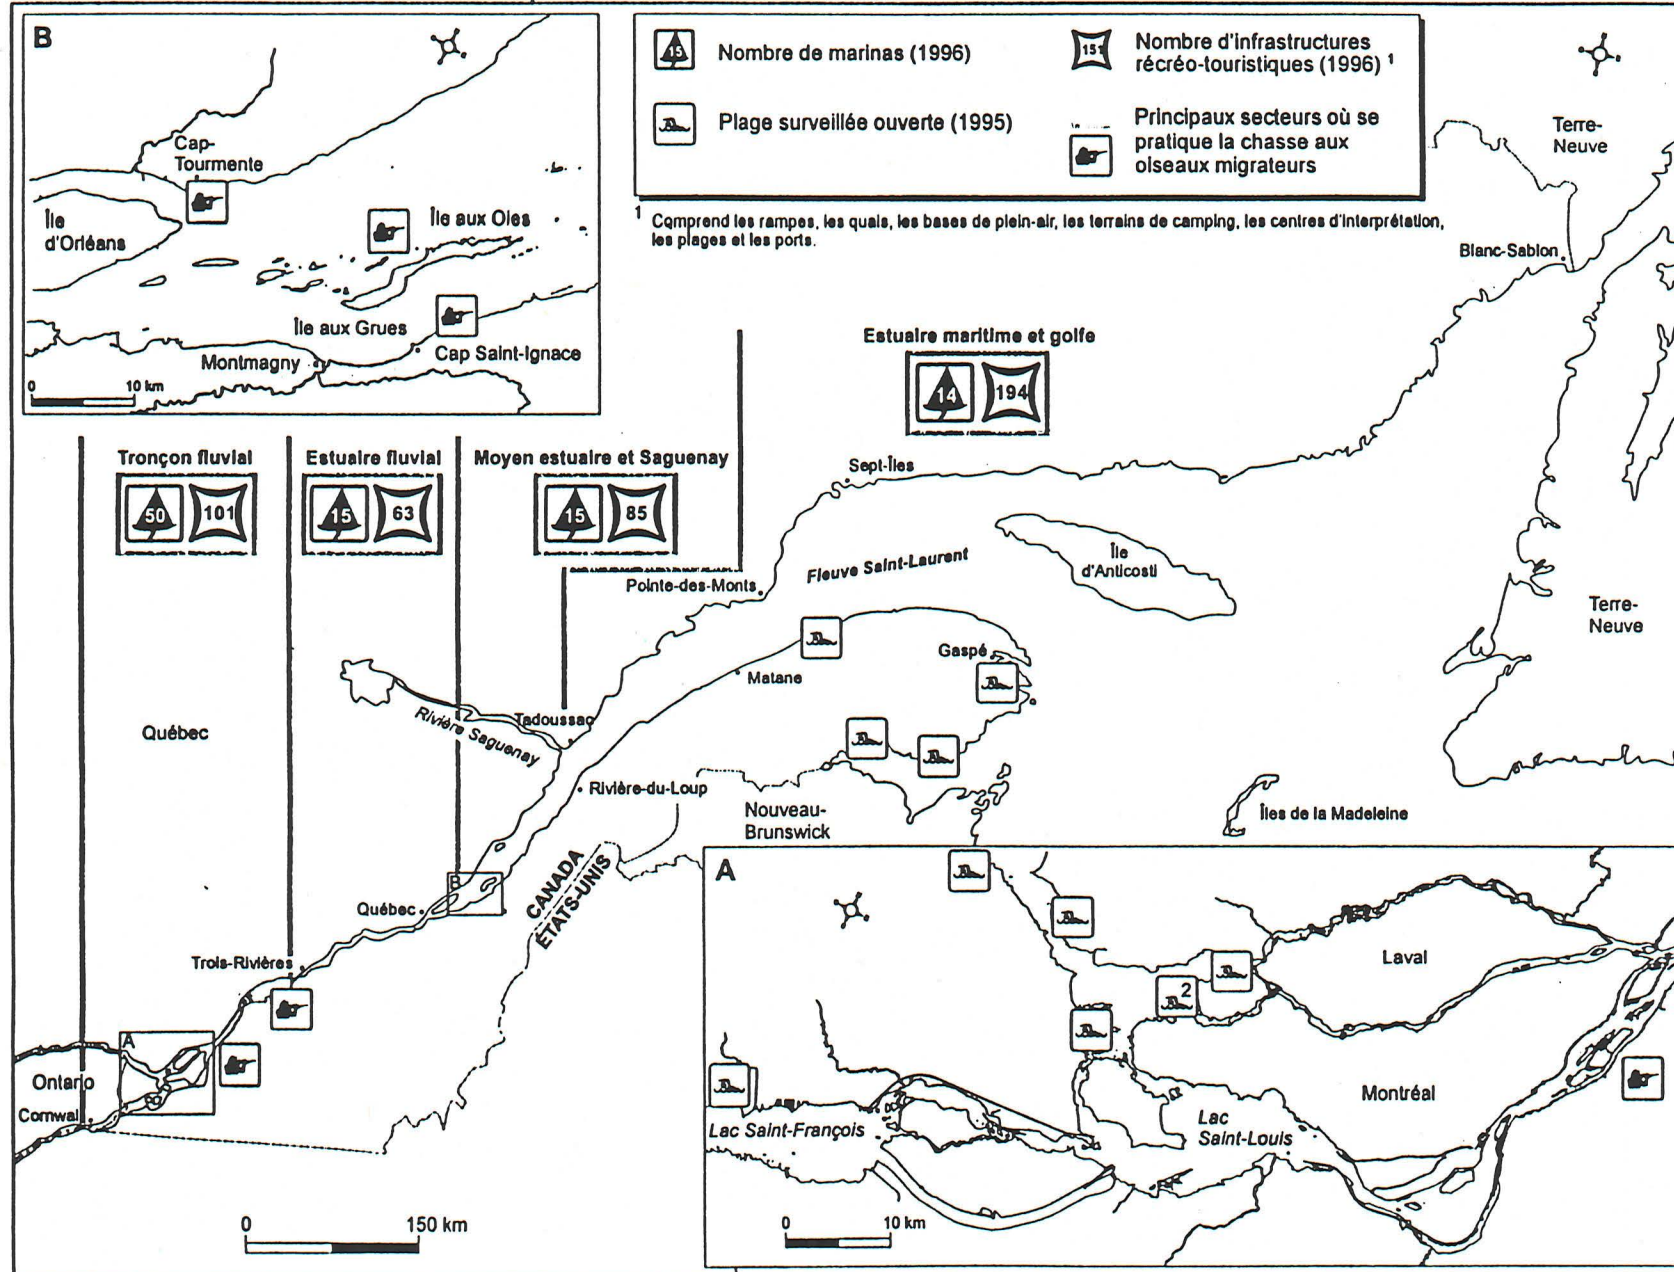 B
Cap-
Tourmente
Île
d'Orléans
Île aux Oies
Île aux Grues
Montmagny
Cap Saint-Ignace
0 10 km
15 Nombre de marinas (1996)
151 Nombre d'infrastructures
récréo-touristiques (1996) 1
Plage surveillée ouverte (1995)
Principaux secteurs où se
pratique la chasse aux
oiseaux migrateurs
1 Comprend les rampes, les quais, les bases de plein-air, les terrains de camping, les centres d'interprétation,
les plages et les ports.
Terre-
Neuve
Blanc-Sablon
Estuaire maritime et golfe
14 194
Tronçon fluvial
50 101
Estuaire fluvial
15 63
Moyen estuaire et Saguenay
15 85
Sept-Îles
Pointe-des-Monts
Fleuve Saint-Laurent
Île
d'Anticosti
Terre-
Neuve
Gaspé
Matane
Québec
Rivière Saguenay
Tadoussac
Rivière-du-Loup
Nouveau-
Brunswick
Îles de la Madeleine
CANADA
ÉTATS-UNIS
B
Québec
Trois-Rivières
A
Ontario
Cornwal
0 150 km
A
Laval
2
Montréal
Lac Saint-François
Lac
Saint-Louis
0 10 km